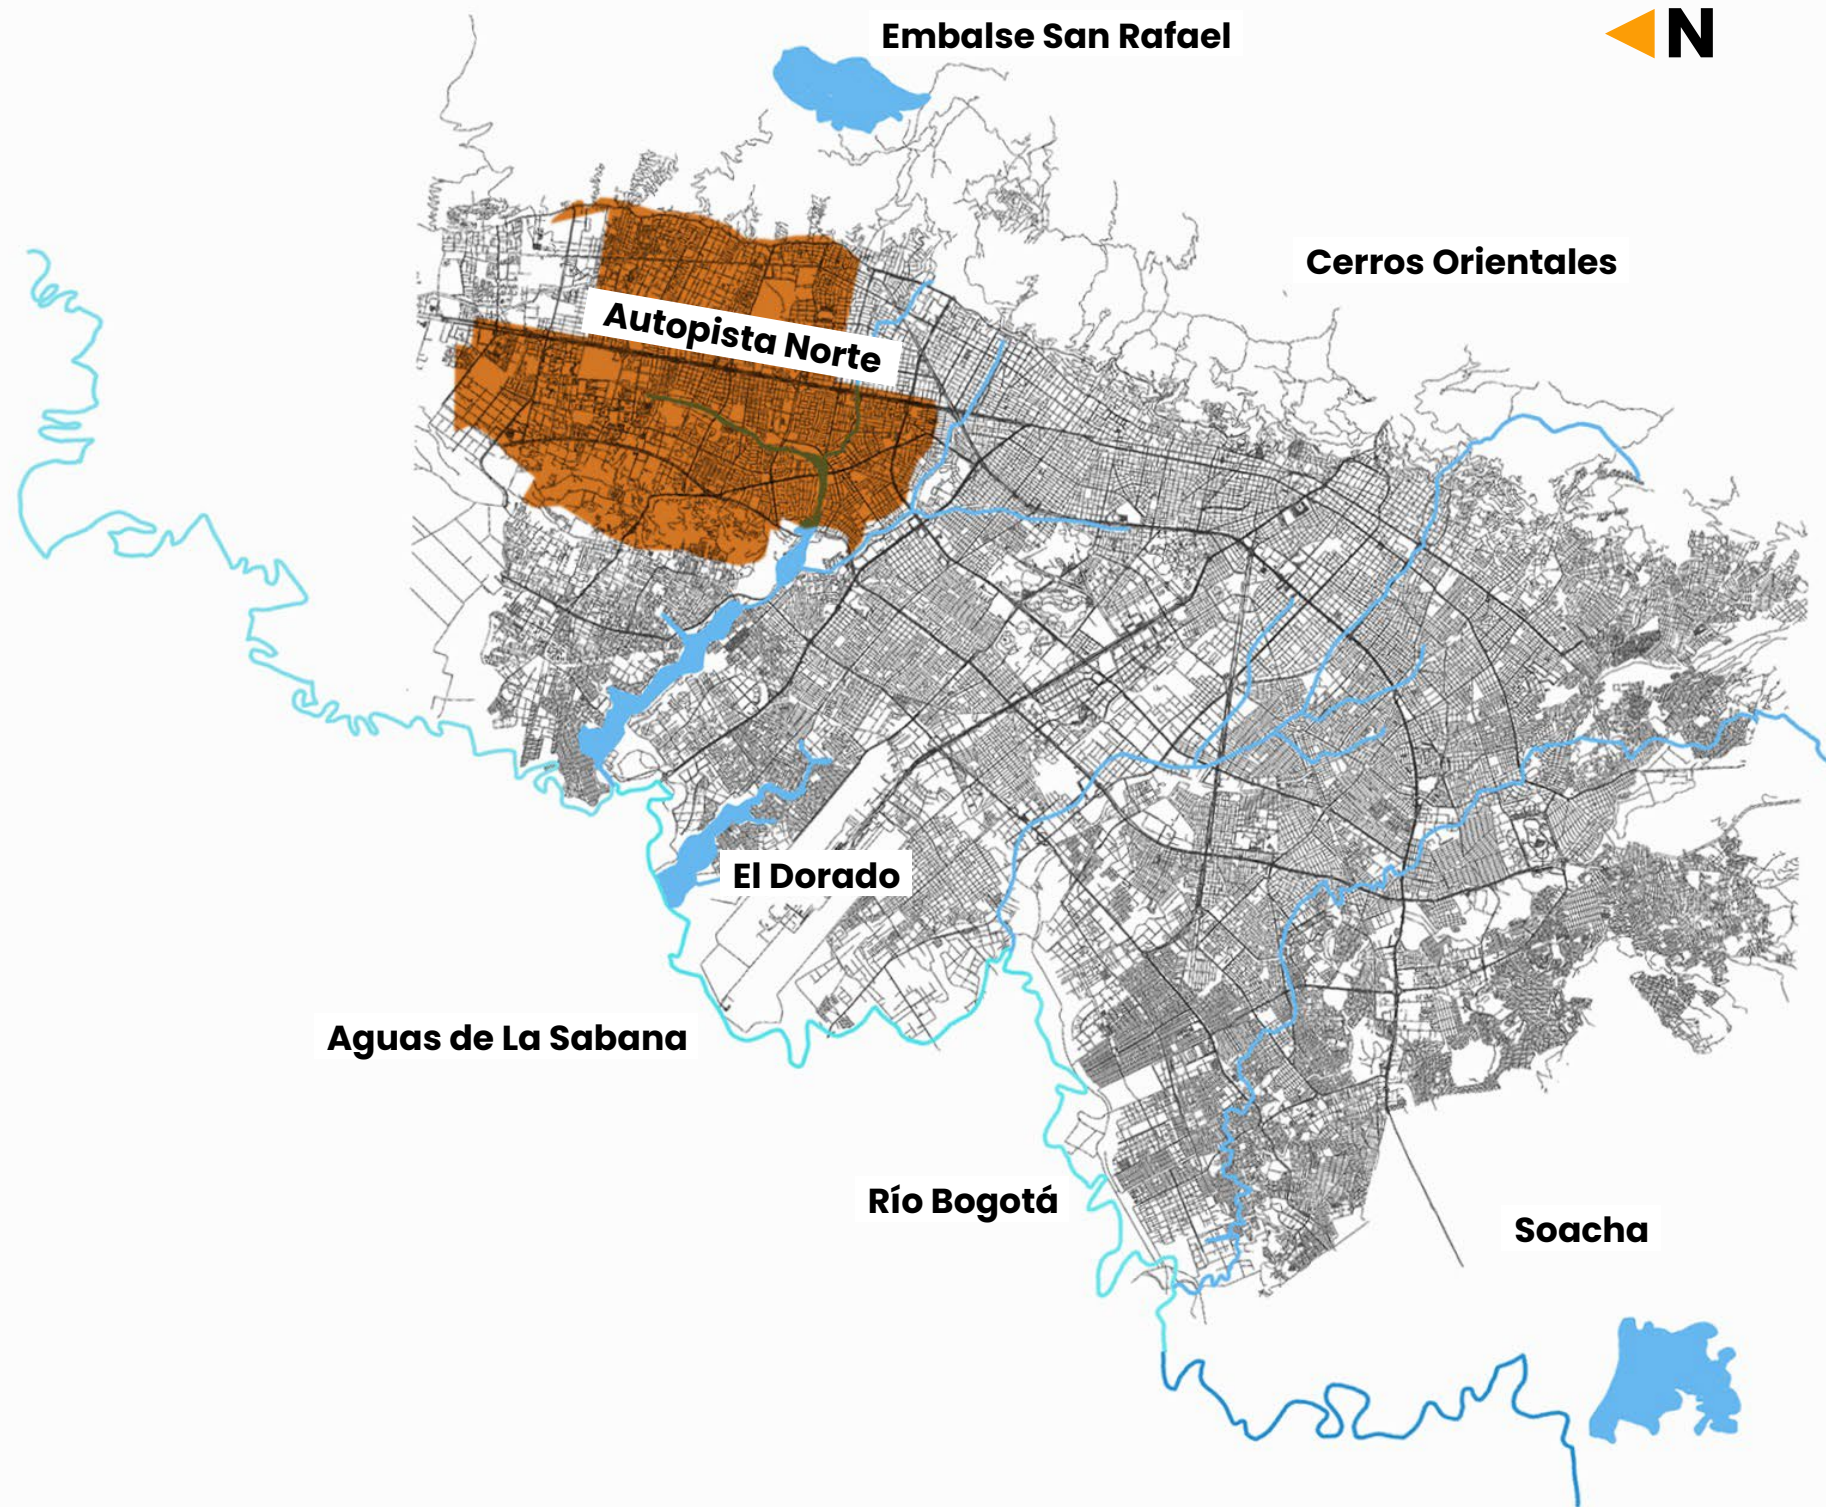 Embalse San Rafael
N
Cerros Orientales
Autopista Norte
El Dorado
Aguas de La Sabana
Río Bogotá
Soacha